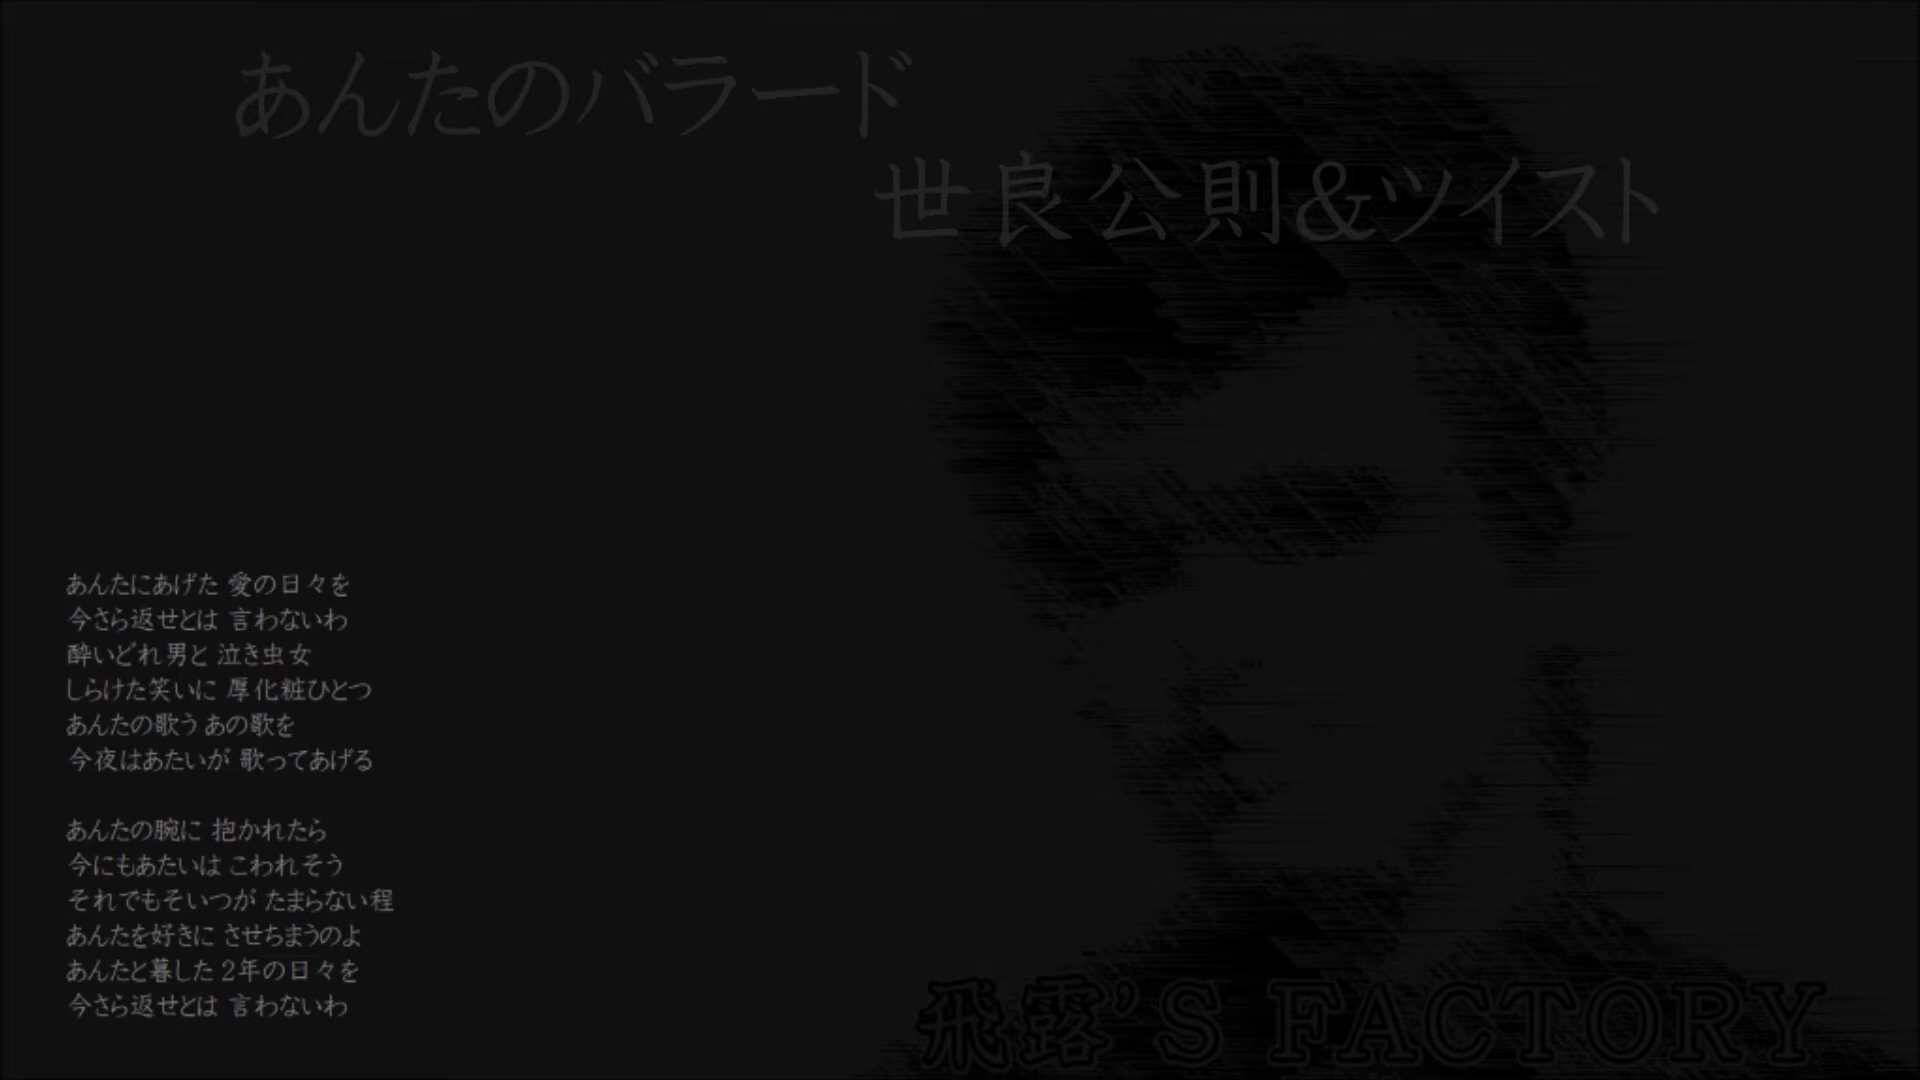 あんたのバラード
世良公則&ツイスト
あんたにあげた 愛の日々を
今さら返せとは 言わないわ
酔いどれ男と 泣き虫女
しらけた笑いに 厚化粧ひとつ
あんたの歌う あの歌を
今夜はあたいが 歌ってあげる
あんたの腕に 抱かれたら
今にもあたいは こわれそう
それでもそいつが たまらない程
あんたを好きに させちまうのよ
あんたと暮した 2年の日々を
今さら返せとは 言わないわ
飛露'S FACTORY